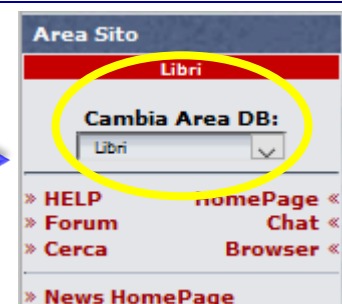 Area Sito
Libri
Cambia Area DB:
Libri
» HELP HomePage «
» Forum Chat «
» Cerca Browser «
» News HomePage